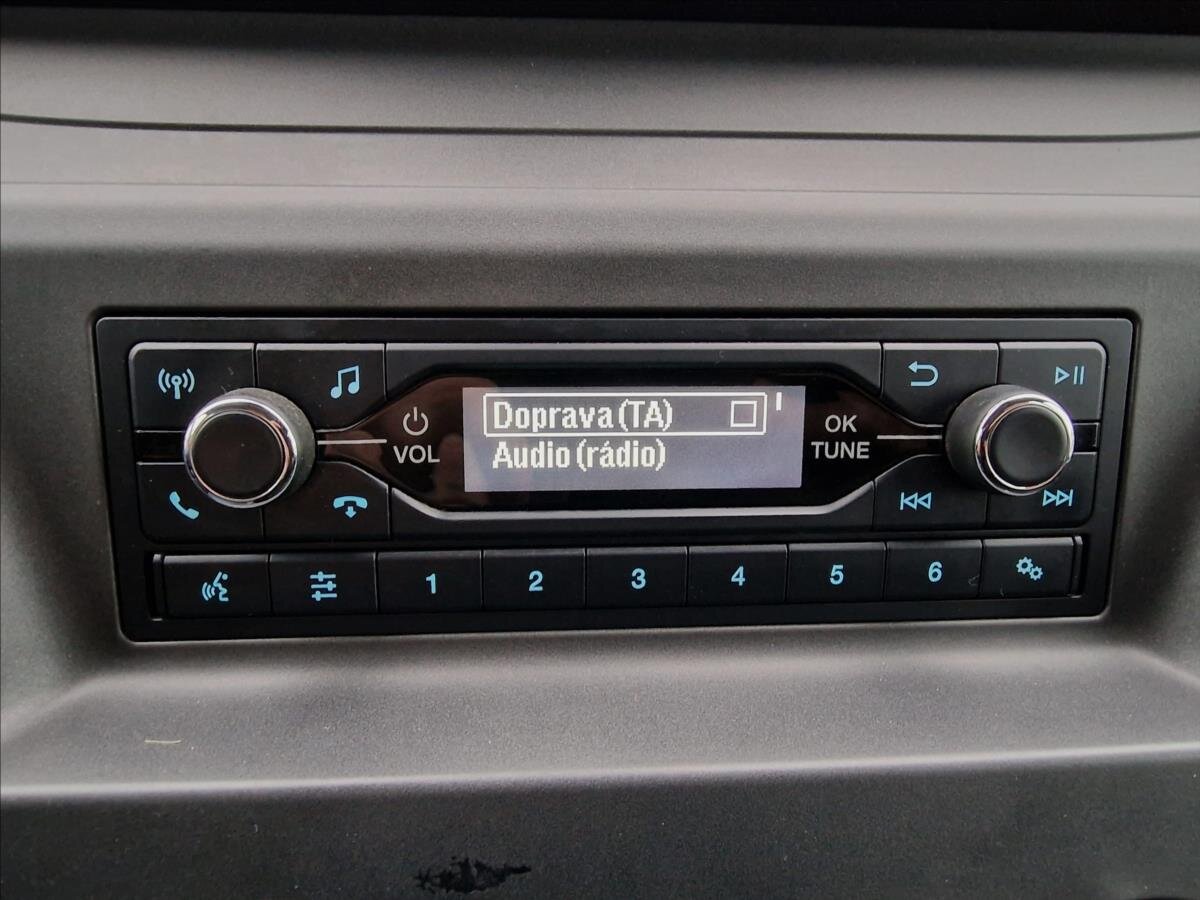 VOL
Doprava (TA)
Audio (rádio)
OK
TUNE
1 2 3 4 5 6